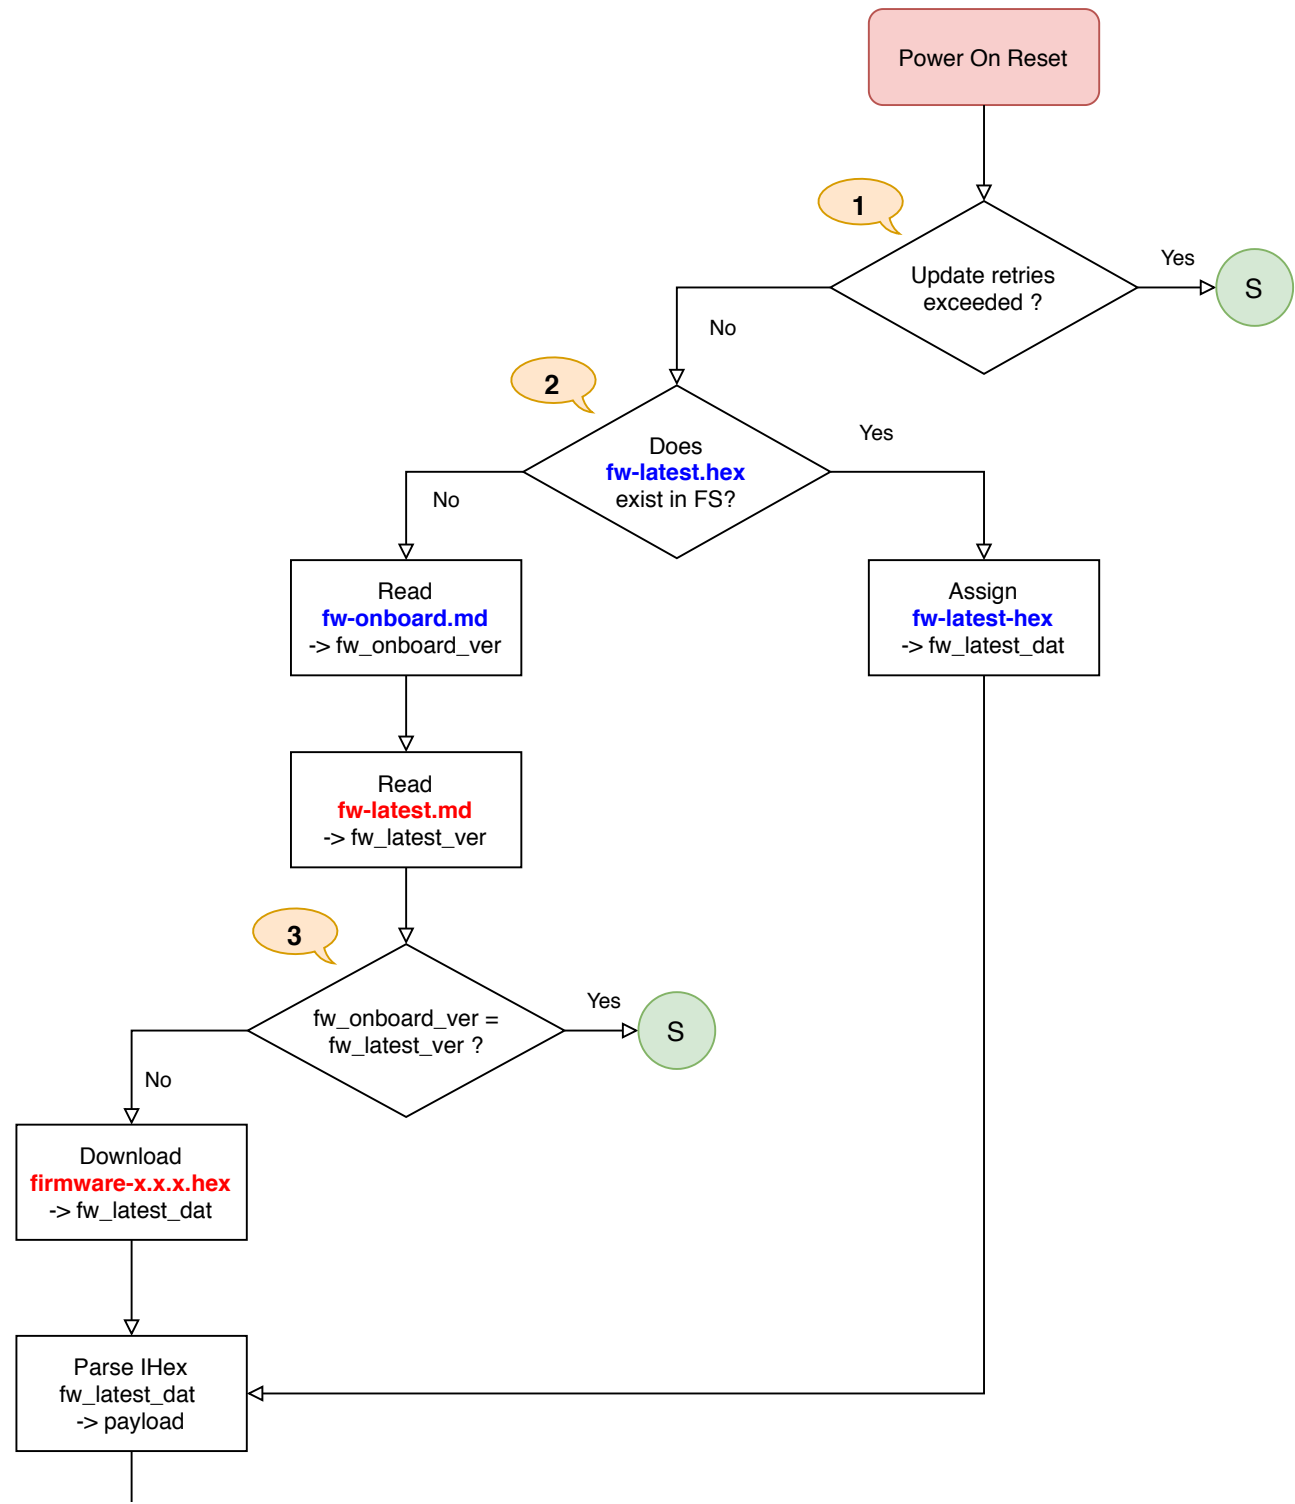 Power On Reset
1
Update retries
exceeded ?
Yes
S
No
2
Does
fw-latest.hex
exist in FS?
Yes
No
Read
fw-onboard.md
-> fw_onboard_ver
Assign
fw-latest-hex
-> fw_latest_dat
Read
fw-latest.md
-> fw_latest_ver
3
fw_onboard_ver =
fw_latest_ver ?
Yes
S
No
Download
firmware-x.x.x.hex
-> fw_latest_dat
Parse IHex
fw_latest_dat
-> payload